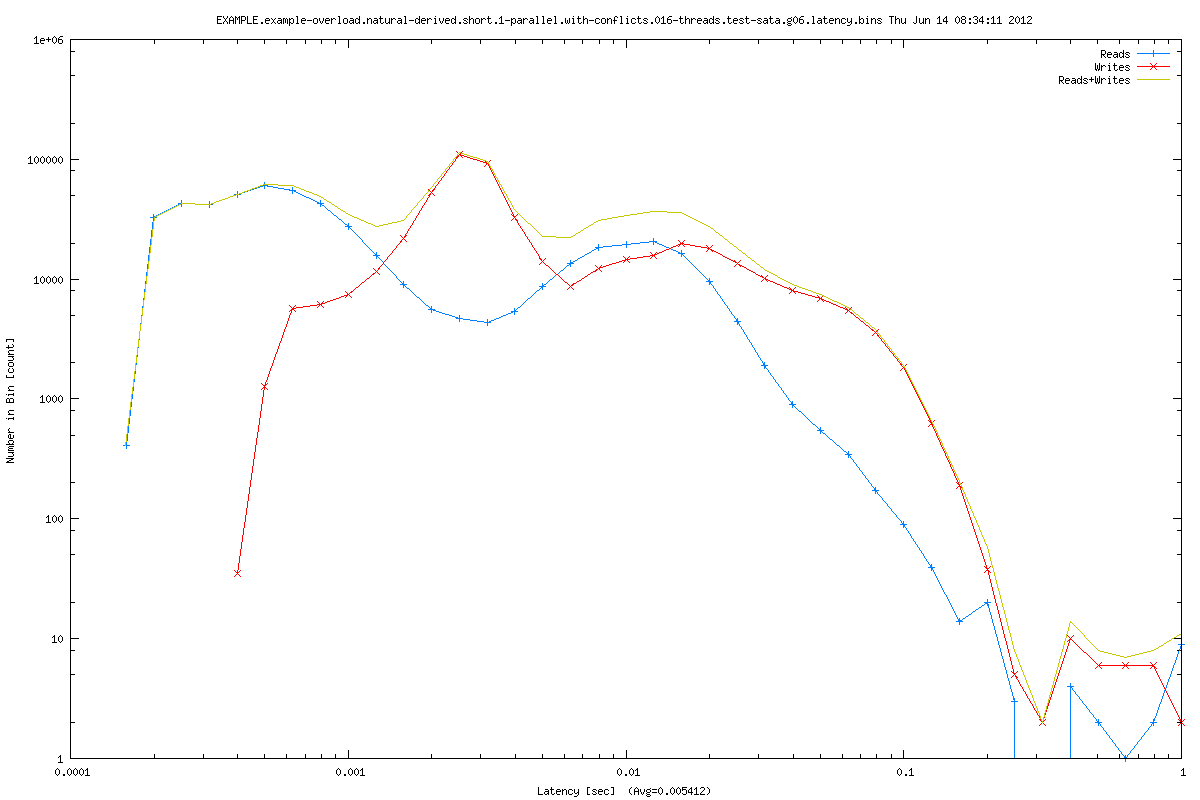 EXAMPLE.example-overload.natural-derived.short.1-parallel.with-conflicts.016-threads.test-sata.g06.latency.bins Thu Jun 14 08:34:11 2012
Reads
Writes
Reads+Writes
1e+06
100000
10000
1000
100
10
1
Number in Bin [count]
0.0001 0.001 0.01 0.1 1
Latency [sec] (Avg=0.005412)